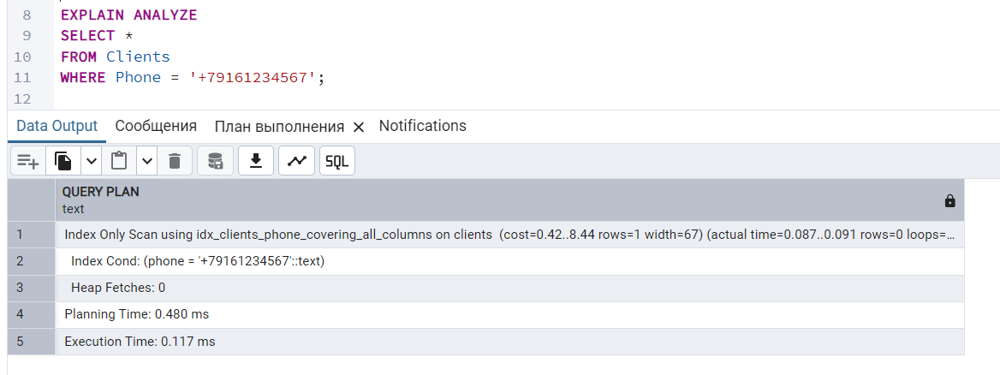 8 EXPLAIN ANALYZE
9 SELECT *
10 FROM Clients
11 WHERE Phone = '+79161234567';
12
Data Output Сообщения План выполнения Notifications
SQL
QUERY PLAN
text
1 Index Only Scan using idx_clients_phone_covering_all_columns on clients (cost=0.42..8.44 rows=1 width=67) (actual time=0.087..0.091 rows=0 loops=...
2 Index Cond: (phone = '+79161234567'::text)
3 Heap Fetches: 0
4 Planning Time: 0.480 ms
5 Execution Time: 0.117 ms